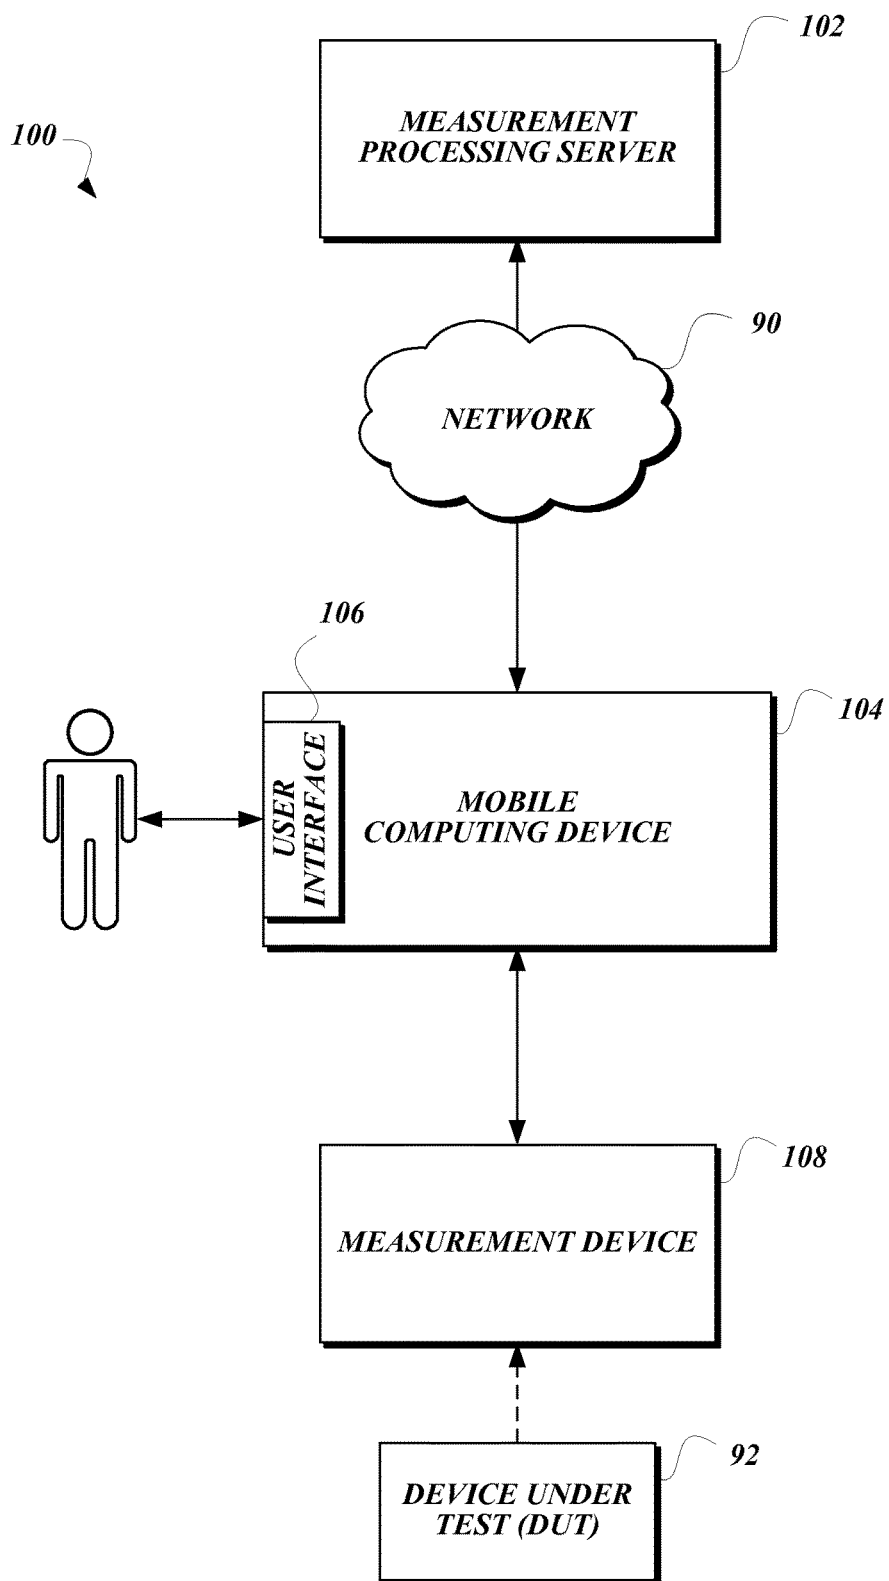 102
100
MEASUREMENT
PROCESSING SERVER
90
NETWORK
106
104
USER
INTERFACE
MOBILE
COMPUTING DEVICE
108
MEASUREMENT DEVICE
92
DEVICE UNDER
TEST (DUT)